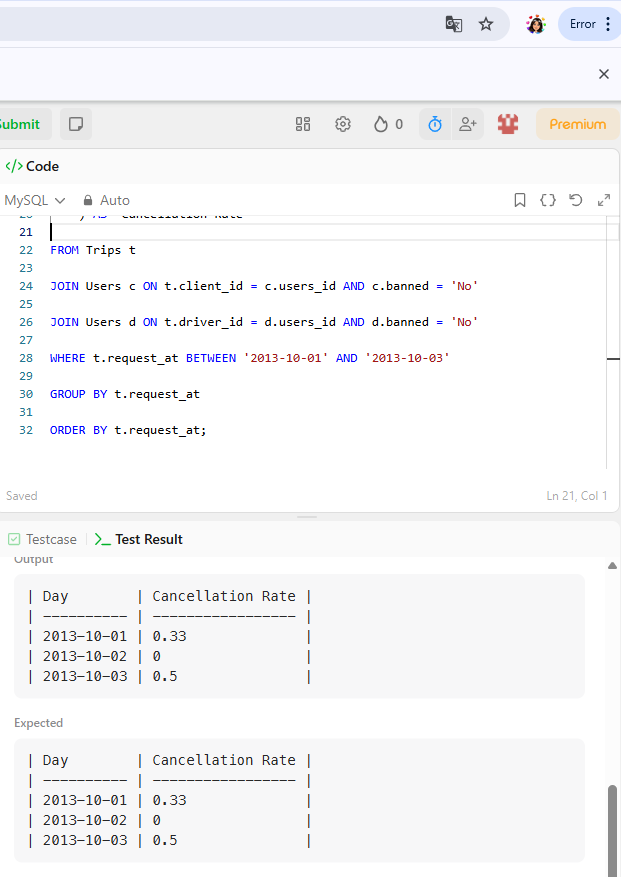 Error
Submit
0
Premium
</> Code
MySQL
Auto
20 ) AS 'Cancellation Rate'
21
22 FROM Trips t
23
24 JOIN Users c ON t.client_id = c.users_id AND c.banned = 'No'
25
26 JOIN Users d ON t.driver_id = d.users_id AND d.banned = 'No'
27
28 WHERE t.request_at BETWEEN '2013-10-01' AND '2013-10-03'
29
30 GROUP BY t.request_at
31
32 ORDER BY t.request_at;
Saved
Ln 21, Col 1
Testcase
>_ Test Result
Output
| Day | Cancellation Rate |
| ---------- | ----------------- |
| 2013-10-01 | 0.33 |
| 2013-10-02 | 0 |
| 2013-10-03 | 0.5 |
Expected
| Day | Cancellation Rate |
| ---------- | ----------------- |
| 2013-10-01 | 0.33 |
| 2013-10-02 | 0 |
| 2013-10-03 | 0.5 |